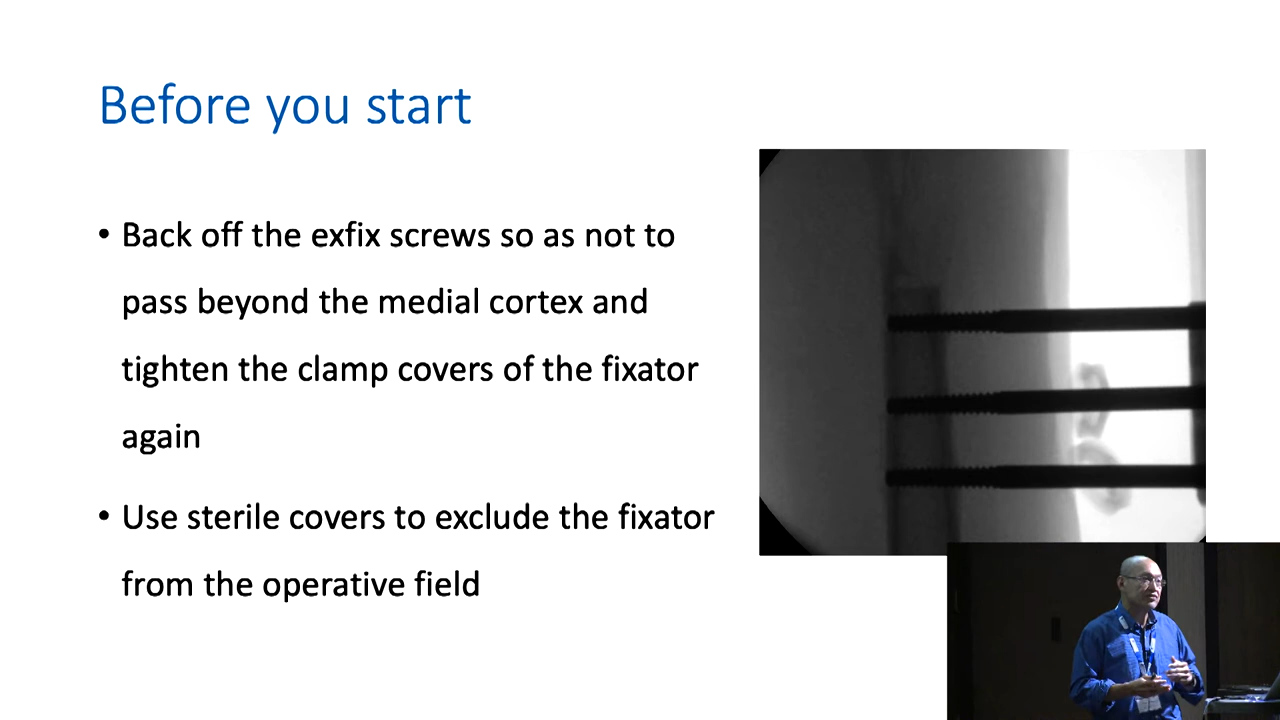 Before you start
• Back off the exfix screws so as not to
pass beyond the medial cortex and
tighten the clamp covers of the fixator
again
• Use sterile covers to exclude the fixator
from the operative field